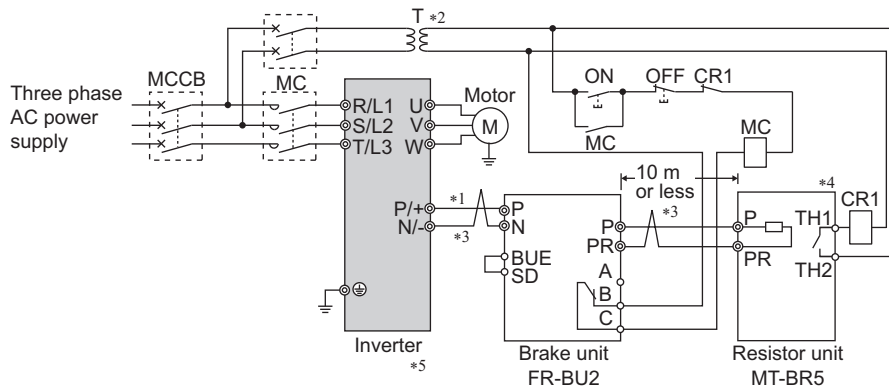 T *2
MCCB
MC
ON
OFF
CR1
Three phase
AC power
supply
R/L1
S/L2
T/L3
U
V
W
Motor
M
MC
MC
10 m
or less
P/+
N/-
*1
*3
P
N
BUE
SD
P
PR
A
B
C
*3
*4
P
PR
TH1
TH2
CR1
Inverter
*5
Brake unit
FR-BU2
Resistor unit
MT-BR5